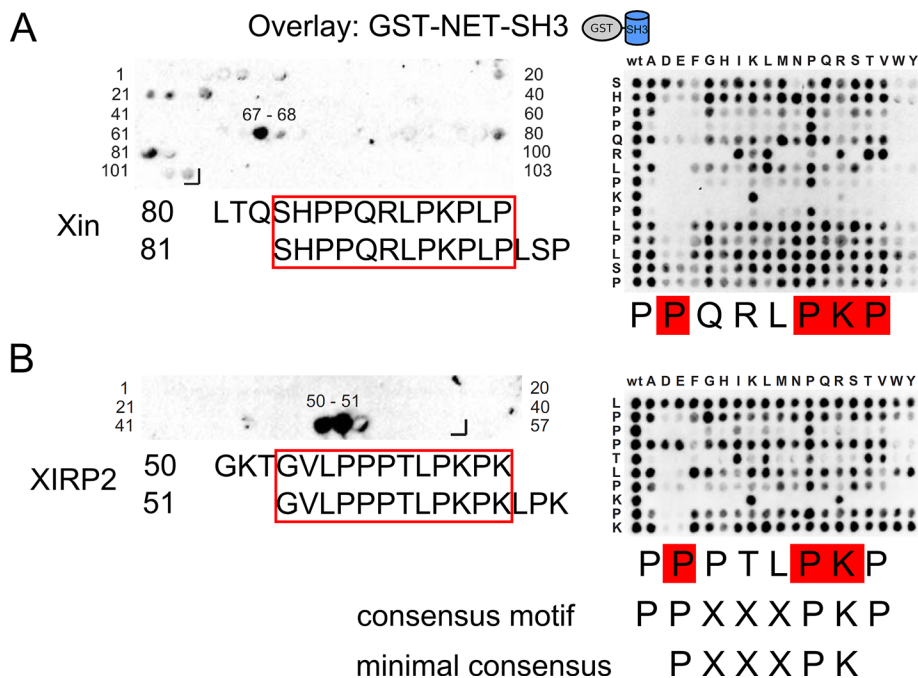 A
Overlay: GST-NET-SH3 GST SH3
wt A D E F G H I K L M N P Q R S T V W Y
1 20
21 40
41 60
67 - 68
61 80
81 100
101 103
S
H
P
P
Q
R
L
P
K
P
L
P
L
S
P
Xin
80 LTQSHPPQRLPKPLP
81 SHPPQRLPKPLPLSP
P P Q R L P K P
B
wt A D E F G H I K L M N P Q R S T V W Y
1 20
21 40
50 - 51
41 57
L
P
P
P
T
L
P
K
P
K
XIRP2
50 GKTGVLPPPTLPKPK
51 GVLPPPTLPKPKLPK
P P P T L P K P
consensus motif P P X X X P K P
minimal consensus P X X X P K